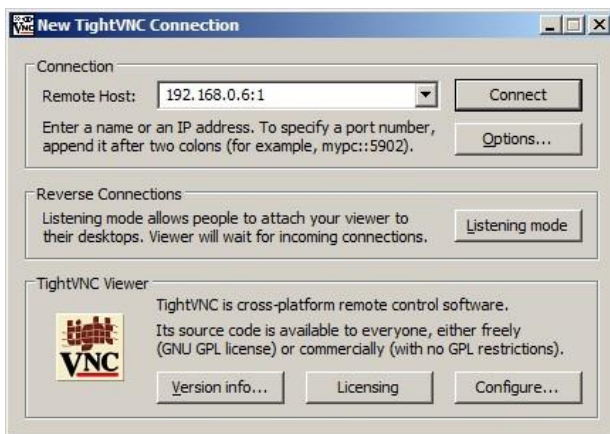 New TightVNC Connection
Connection
Remote Host: 192.168.0.6:1
Connect
Enter a name or an IP address. To specify a port number,
append it after two colons (for example, mypc::5902).
Options...
Reverse Connections
Listening mode allows people to attach your viewer to
their desktops. Viewer will wait for incoming connections.
Listening mode
TightVNC Viewer
tight
VNC
TightVNC is cross-platform remote control software.
Its source code is available to everyone, either freely
(GNU GPL license) or commercially (with no GPL restrictions).
Version info...
Licensing
Configure...